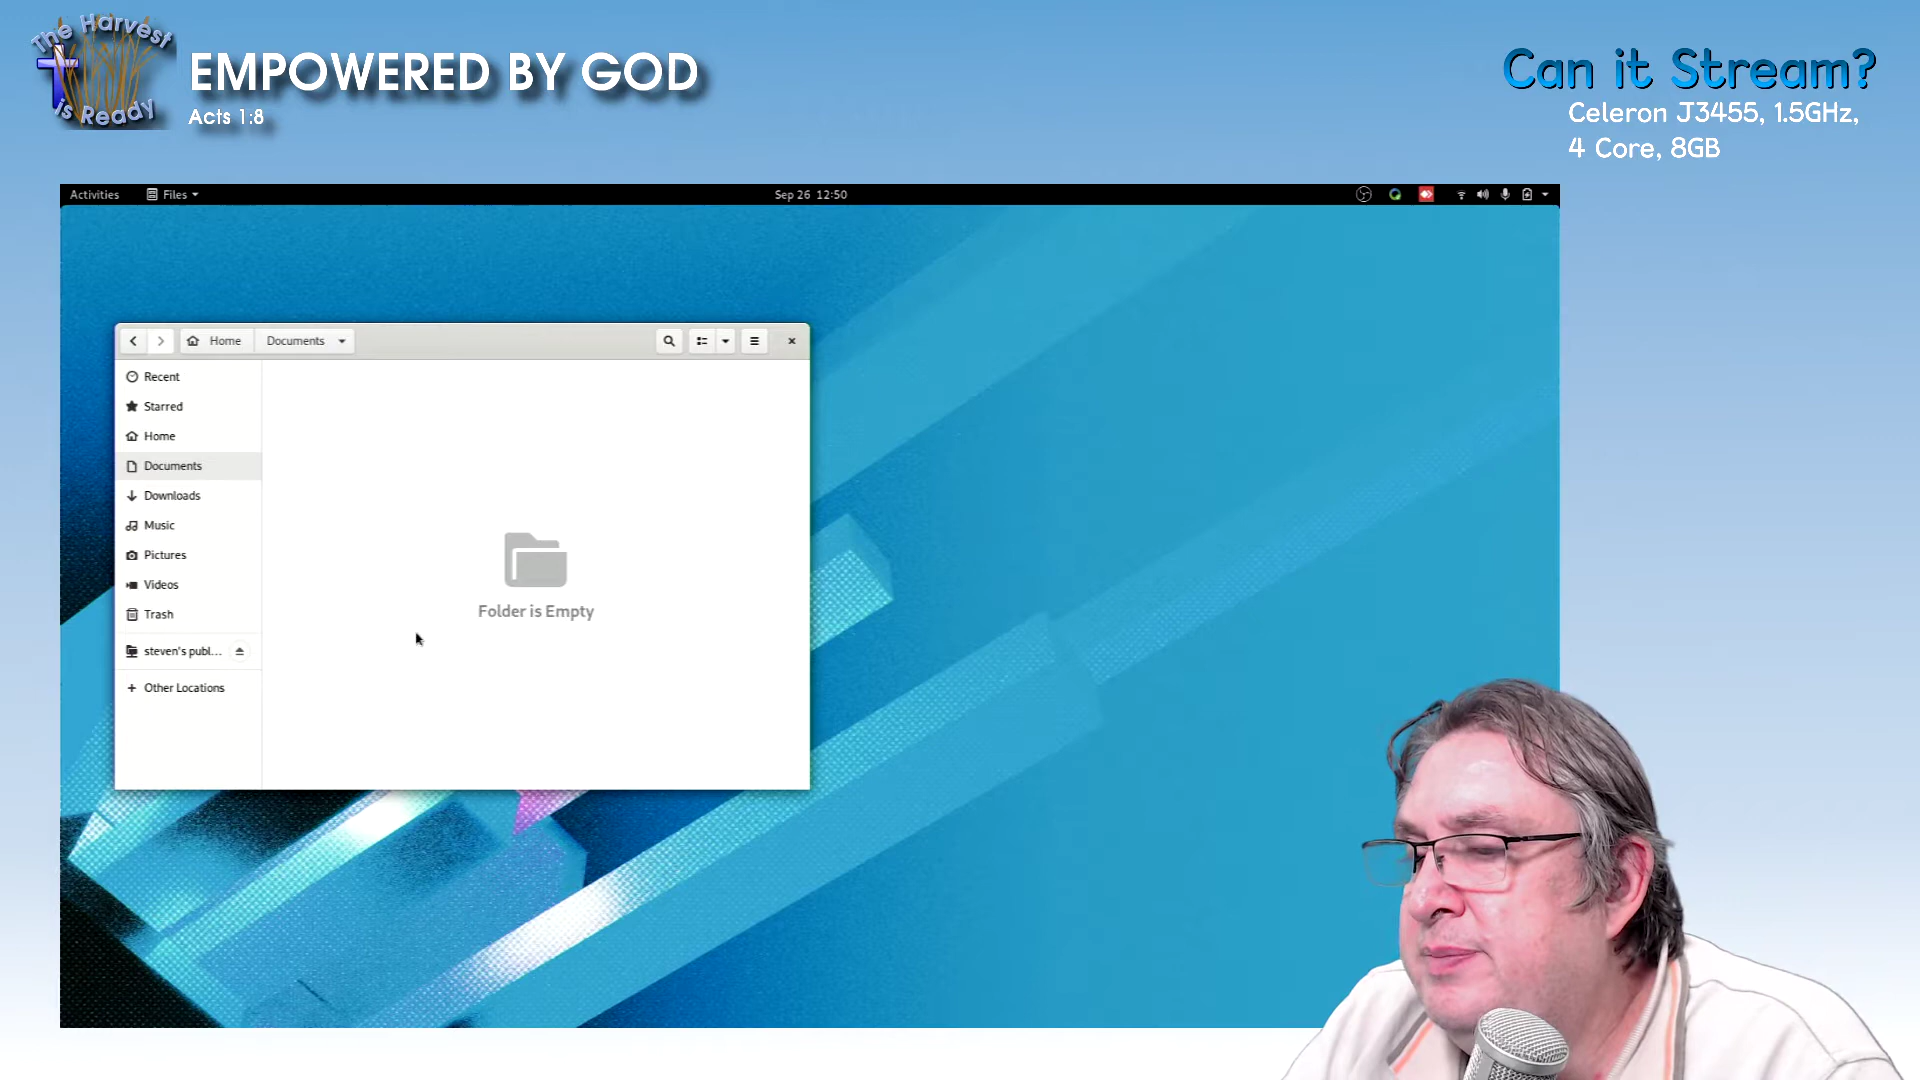 The Harvest
is Ready
EMPOWERED BY GOD
Acts 1:8
Can it Stream?
Celeron J3455, 1.5GHz,
4 Core, 8GB
Activities Files Sep 26 12:50
Home Documents
Recent
Starred
Home
Documents
Downloads
Music
Pictures
Videos
Trash
steven's publ...
Other Locations
Folder is Empty